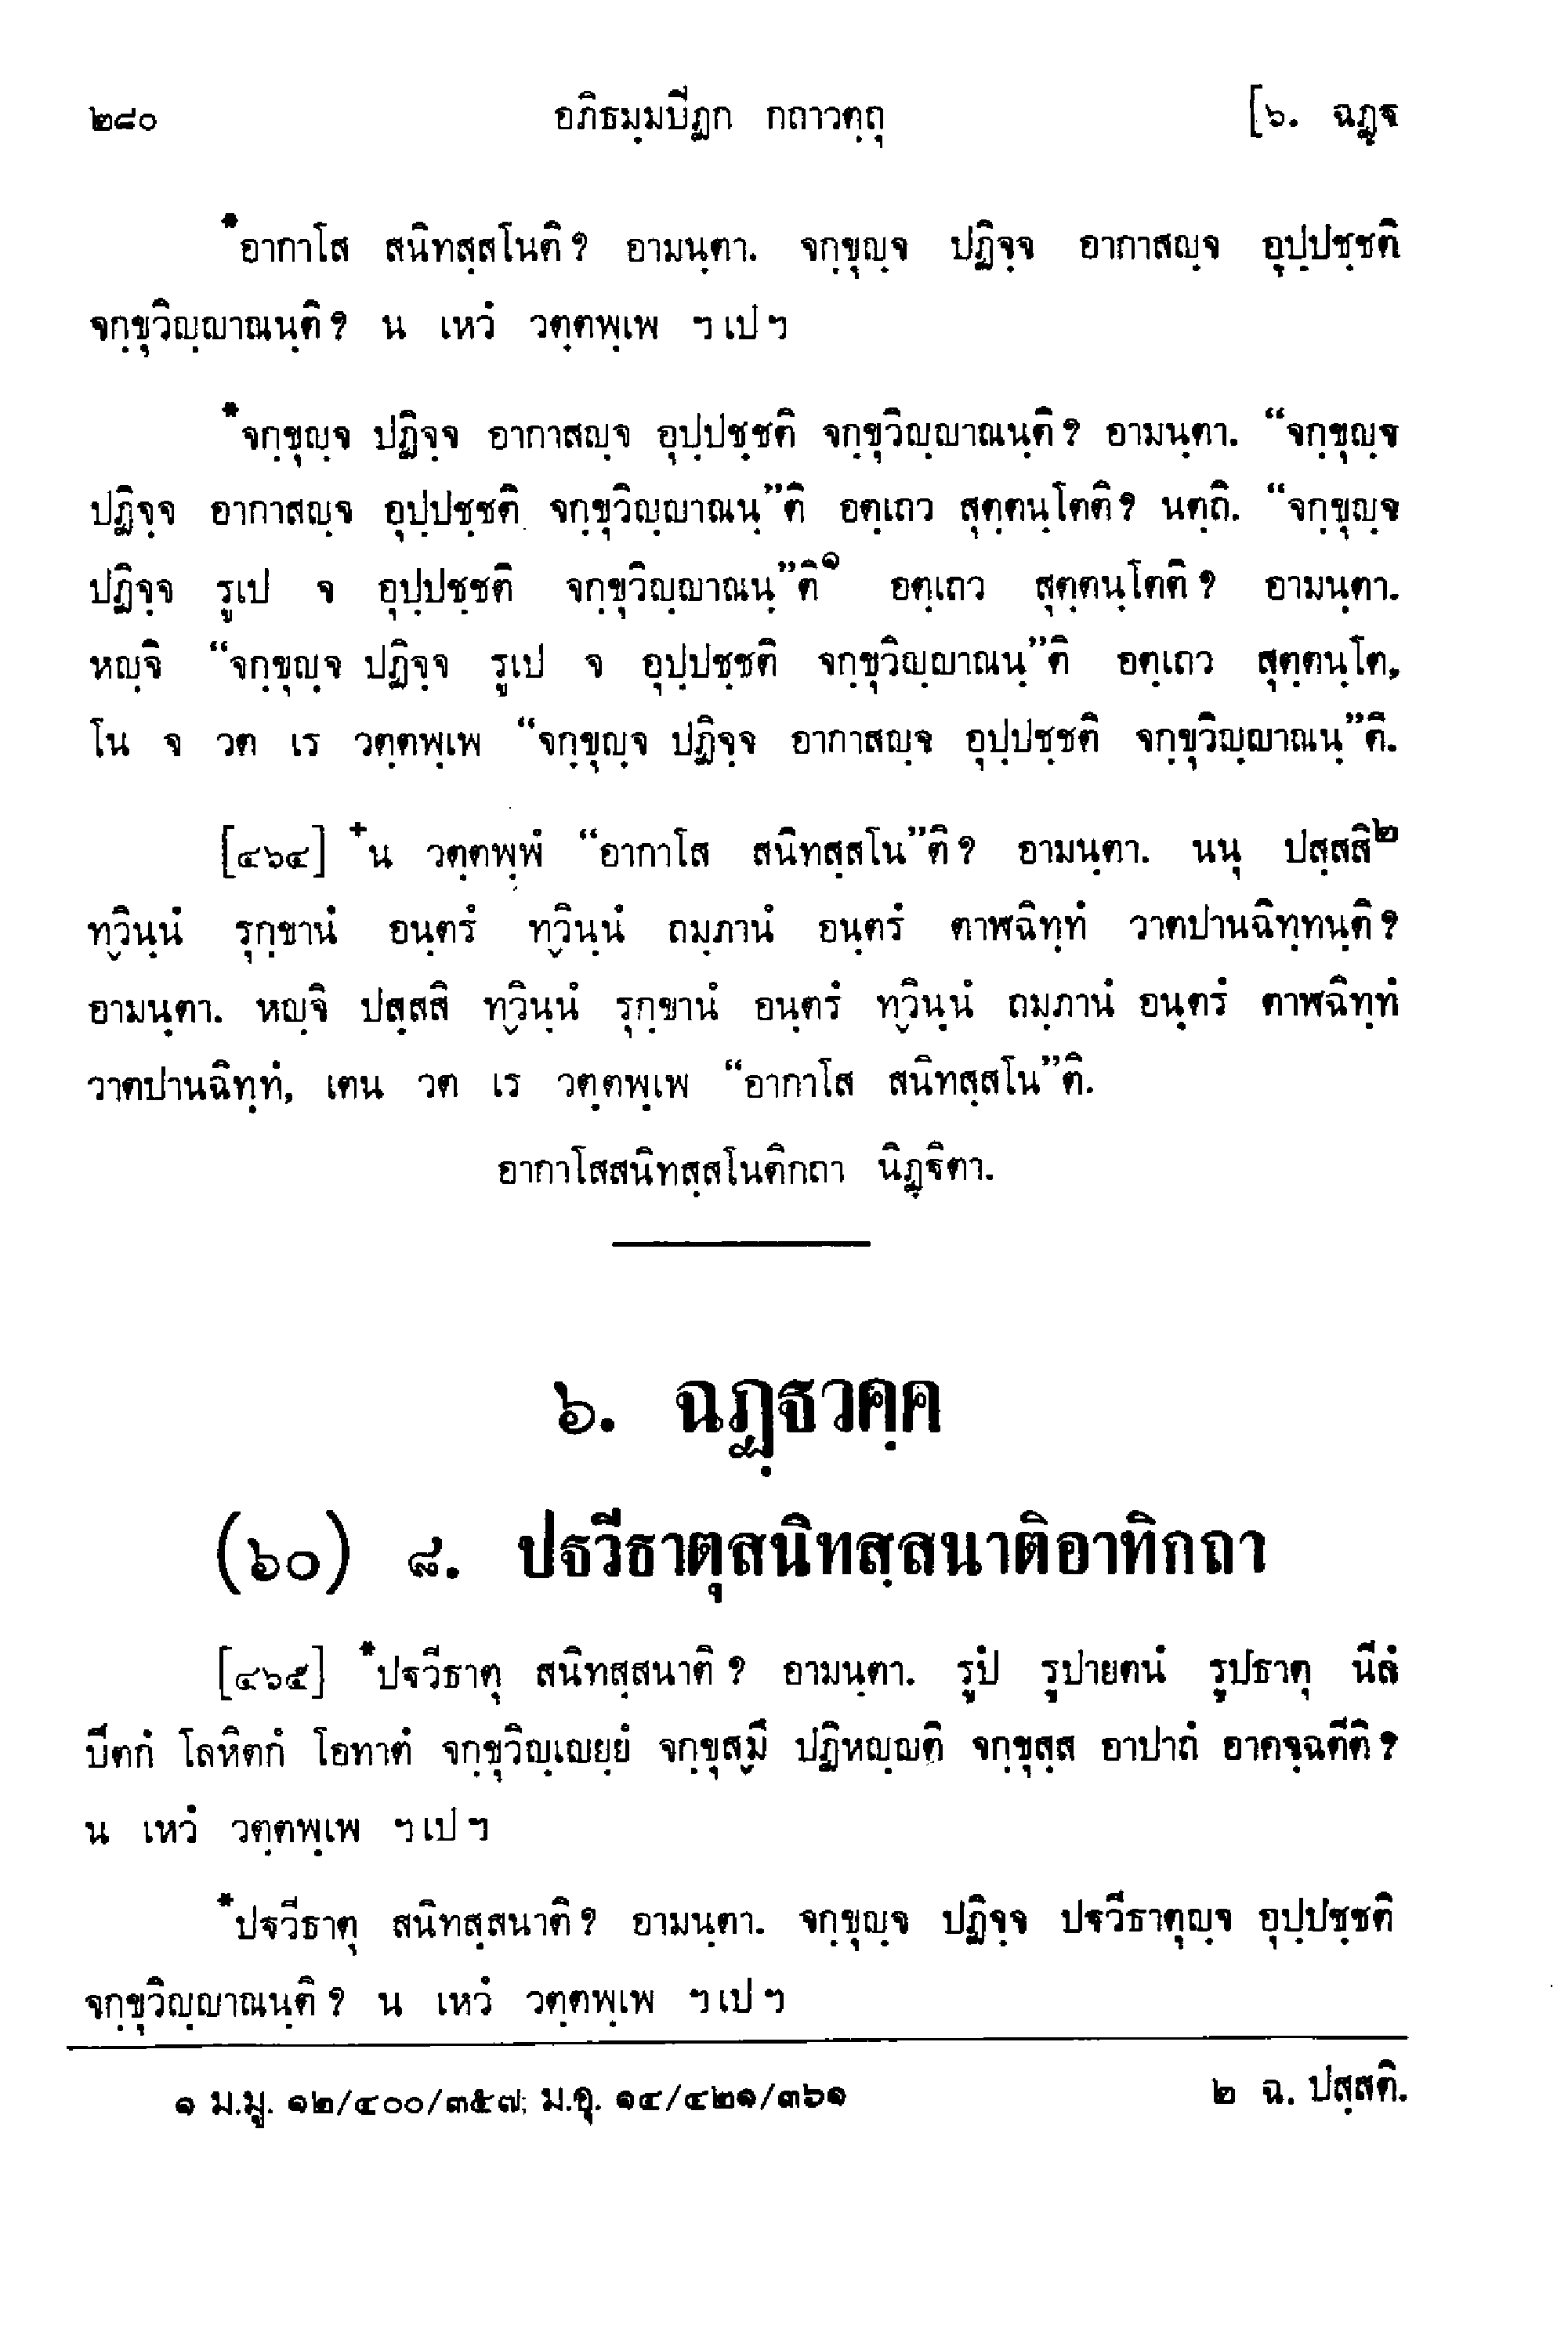 ๒๘๐ อภิธมฺมปิฏก กถาวตฺถุ [๖. ฉฏฺฐ
*อากาโส สนิทสฺสโนติ? อามนฺตา. จกฺขุญฺจ ปฏิจฺจ อากาสญฺจ อุปฺปชฺชติ
จกฺขุวิญฺญาณนฺติ? น เหวํ วตฺตพฺเพ ฯ เป ฯ
*จกฺขุญฺจ ปฏิจฺจ อากาสญฺจ อุปฺปชฺชติ จกฺขุวิญฺญาณนฺติ? อามนฺตา. “จกฺขุญฺจ
ปฏิจฺจ อากาสญฺจ อุปฺปชฺชติ จกฺขุวิญฺญาณนฺ”ติ อตฺเถว สุตฺตนฺโตติ? นตฺถิ. “จกฺขุญฺจ
ปฏิจฺจ รูเป จ อุปฺปชฺชติ จกฺขุวิญฺญาณนฺ”ติ๑ อตฺเถว สุตฺตนฺโตติ? อามนฺตา.
หญฺจิ “จกฺขุญฺจ ปฏิจฺจ รูเป จ อุปฺปชฺชติ จกฺขุวิญฺญาณนฺ”ติ อตฺเถว สุตฺตนฺโต,
โน จ วต เร วตฺตพฺเพ “จกฺขุญฺจ ปฏิจฺจ อากาสญฺจ อุปฺปชฺชติ จกฺขุวิญฺญาณนฺ”ติ.
[๔๖๔] +น วตฺตพฺพํ “อากาโส สนิทสฺสโน”ติ? อามนฺตา. นนุ ปสฺสสิ๒
ทฺวินฺนํ รุกฺขานํ อนฺตรํ ทฺวินฺนํ ถมฺภานํ อนฺตรํ ตาฬฉิทฺทํ วาตปานฉิทฺทนฺติ?
อามนฺตา. หญฺจิ ปสฺสสิ ทฺวินฺนํ รุกฺขานํ อนฺตรํ ทฺวินฺนํ ถมฺภานํ อนฺตรํ ตาฬฉิทฺทํ
วาตปานฉิทฺทํ, เตน วต เร วตฺตพฺเพ “อากาโส สนิทสฺสโน”ติ.
อากาโสสนิทสฺสโนติกถา นิฏฺฐิตา.
๖. ฉฏฺฐวคฺค
(๖๐) ๘. ปฐวีธาตุสนิทสฺสนาติอาทิกถา
[๔๖๕] *ปฐวีธาตุ สนิทสฺสนาติ? อามนฺตา. รูปํ รูปายตนํ รูปธาตุ นีลํ
ปีตกํ โลหิตกํ โอทาตํ จกฺขุวิญฺเญยฺยํ จกฺขุสฺมึ ปฏิหญฺญติ จกฺขุสฺส อาปาถํ อาคจฺฉตีติ?
น เหวํ วตฺตพฺเพ ฯ เป ฯ
*ปฐวีธาตุ สนิทสฺสนาติ? อามนฺตา. จกฺขุญฺจ ปฏิจฺจ ปฐวีธาตุญฺจ อุปฺปชฺชติ
จกฺขุวิญฺญาณนฺติ? น เหวํ วตฺตพฺเพ ฯ เป ฯ
๑ ม.มู. ๑๒/๔๐๐/๓๕๗; ม.อุ. ๑๔/๔๒๑/๓๖๑ ๒ ฉ. ปสฺสติ.